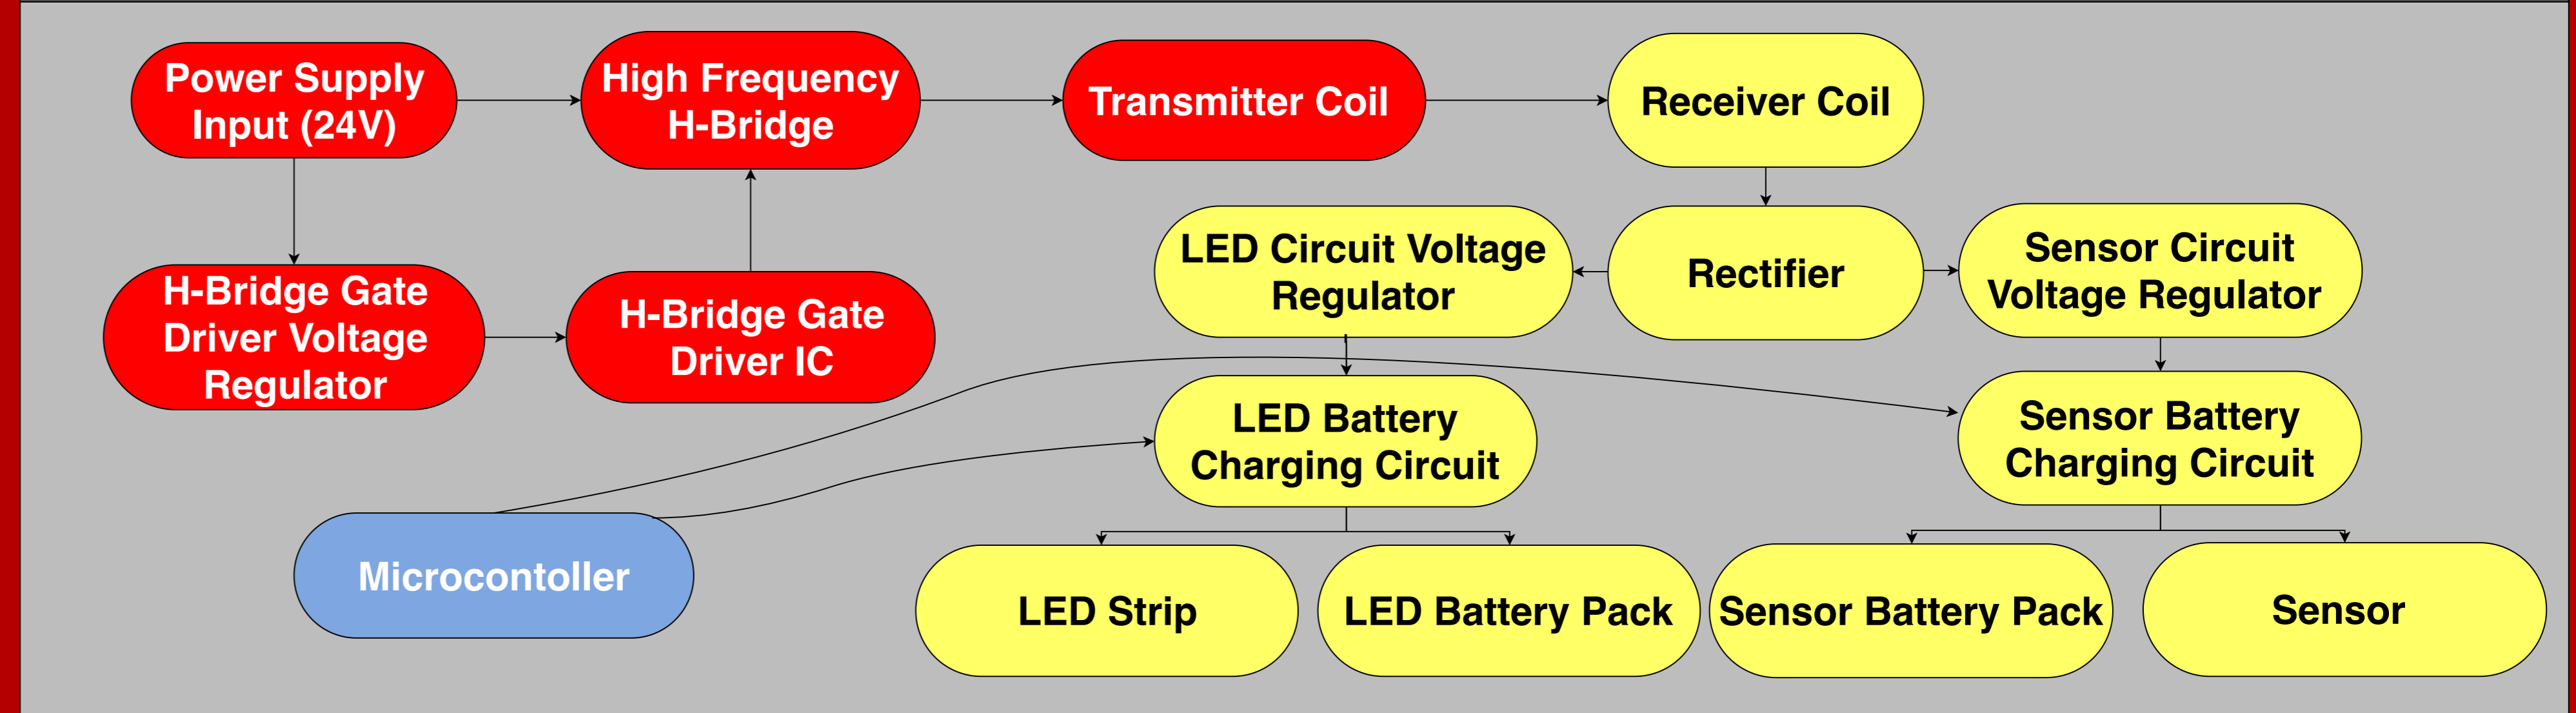 Power Supply
Input (24V)
High Frequency
H-Bridge
Transmitter Coil
Receiver Coil
H-Bridge Gate
Driver Voltage
Regulator
H-Bridge Gate
Driver IC
LED Circuit Voltage
Regulator
Rectifier
Sensor Circuit
Voltage Regulator
LED Battery
Charging Circuit
Sensor Battery
Charging Circuit
Microcontoller
LED Strip
LED Battery Pack
Sensor Battery Pack
Sensor